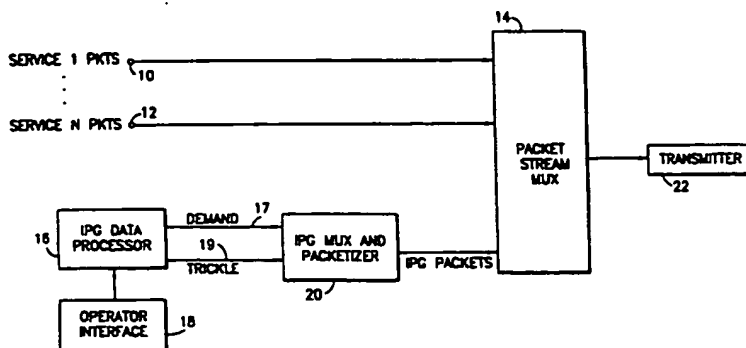 14
SERVICE 1 PKTS
10
SERVICE N PKTS
12
PACKET
STREAM
MUX
TRANSMITTER
22
IPG DATA
PROCESSOR
16
DEMAND
17
19
TRICKLE
IPG MUX AND
PACKETIZER
20
IPG PACKETS
OPERATOR
INTERFACE
18